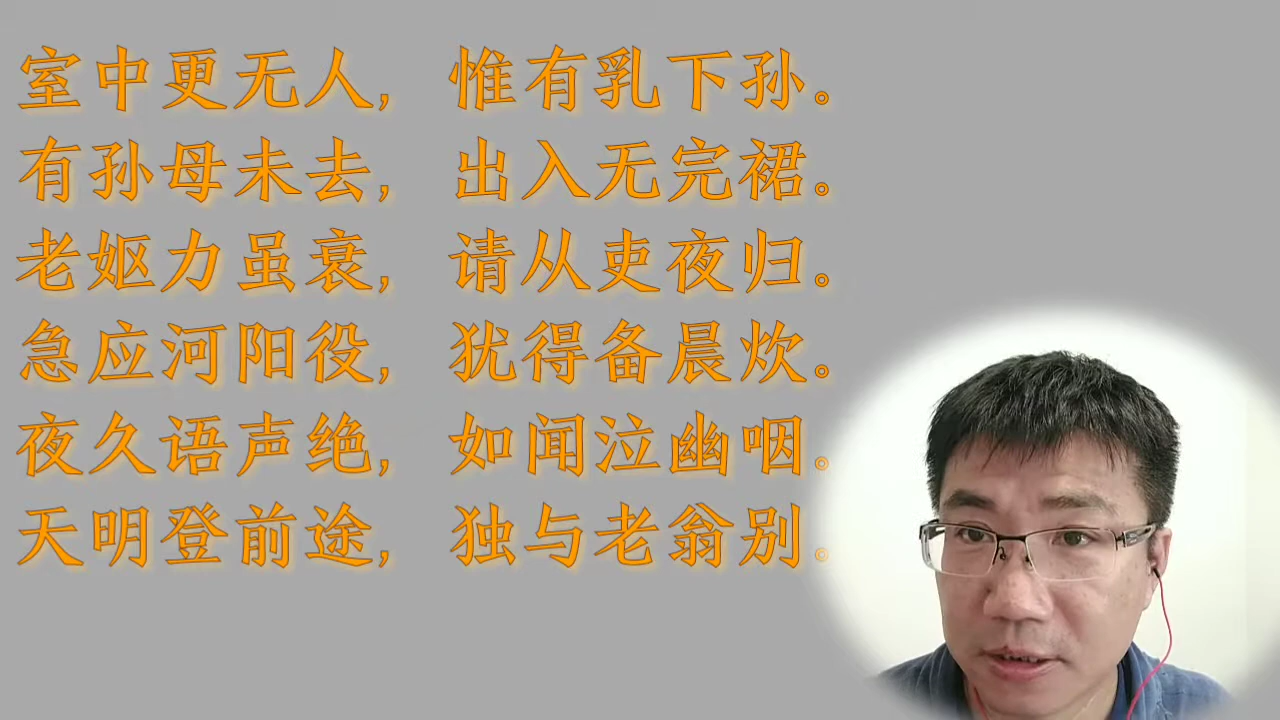 室中更无人，惟有乳下孙。
有孙母未去，出入无完裙。
老妪力虽衰，请从吏夜归。
急应河阳役，犹得备晨炊。
夜久语声绝，如闻泣幽咽。
天明登前途，独与老翁别。